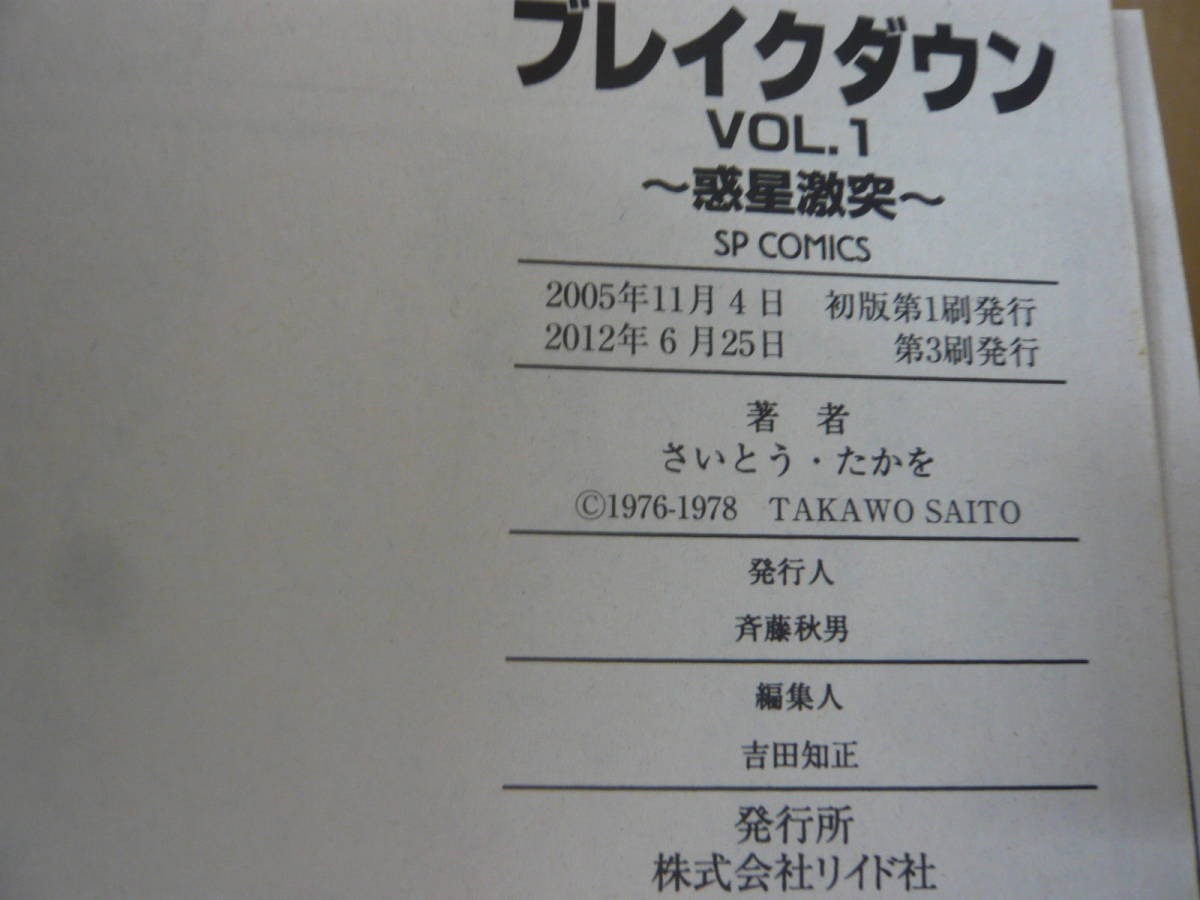 ブレイクダウン
VOL.1
～惑星激突～
SP COMICS
2005年11月4日　初版第1刷発行
2012年6月25日　第3刷発行
著　者
さいとう・たかを
©1976-1978　TAKAWO SAITO
発行人
斉藤秋男
編集人
吉田知正
発行所
株式会社リイド社